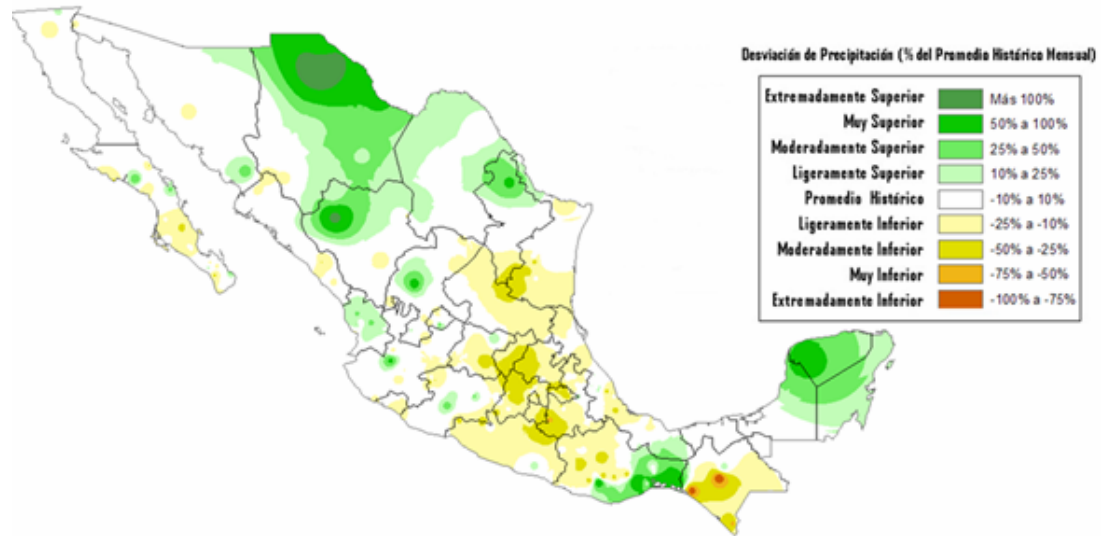 Desviación de Precipitación (% del Promedio Histórico Mensual)
Extremadamente Superior Más 100%
Muy Superior 50% a 100%
Moderadamente Superior 25% a 50%
Ligeramente Superior 10% a 25%
Promedio Histórico -10% a 10%
Ligeramente Inferior -25% a -10%
Moderadamente Inferior -50% a -25%
Muy Inferior -75% a -50%
Extremadamente Inferior -100% a -75%